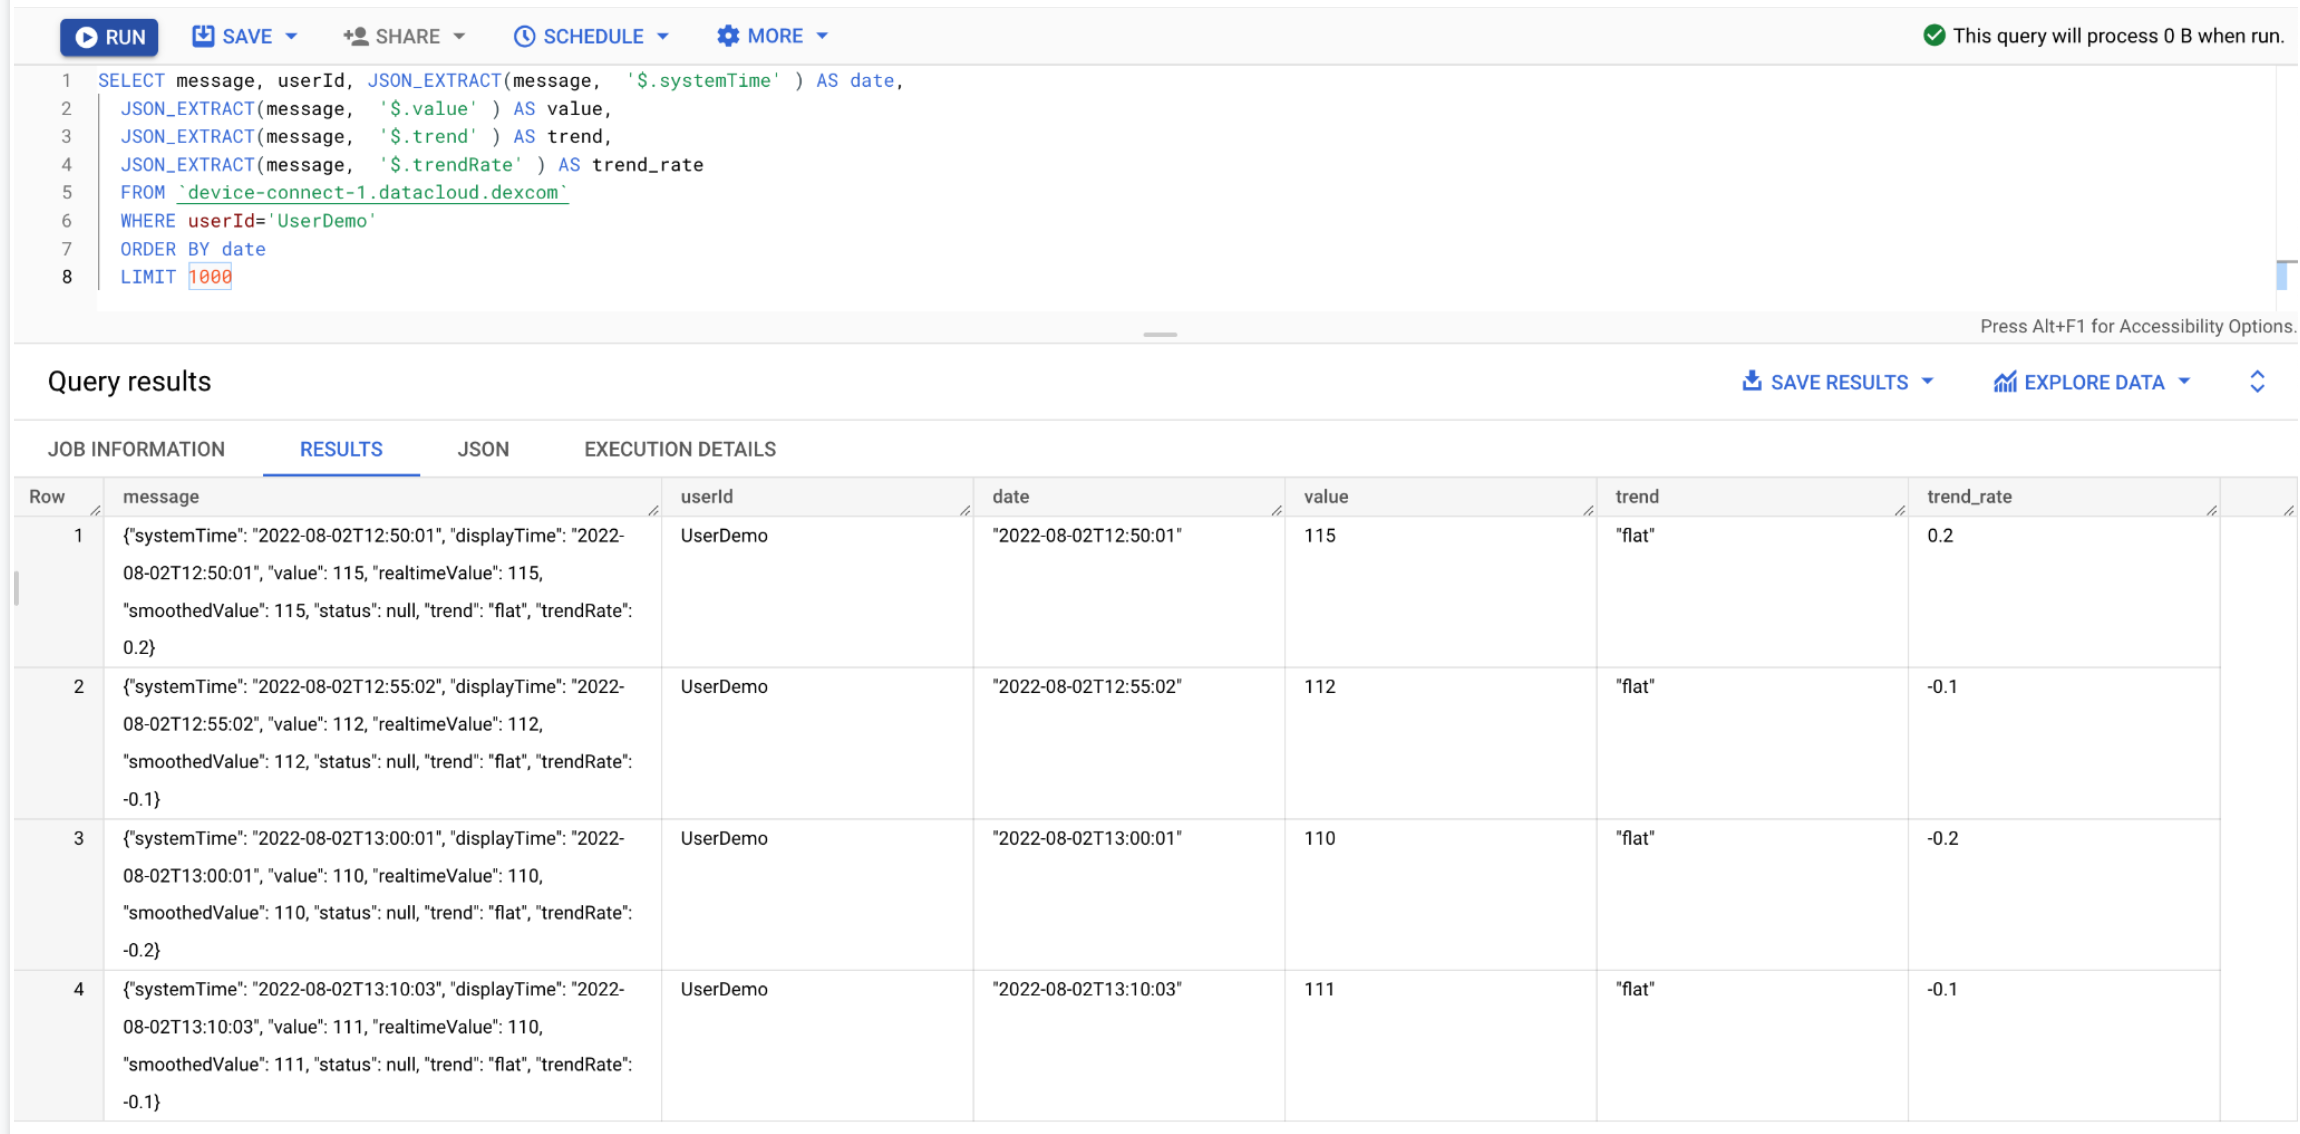 RUN SAVE SHARE SCHEDULE MORE This query will process 0 B when run.
1 SELECT message, userId, JSON_EXTRACT(message, '$.systemTime' ) AS date,
2 JSON_EXTRACT(message, '$.value' ) AS value,
3 JSON_EXTRACT(message, '$.trend' ) AS trend,
4 JSON_EXTRACT(message, '$.trendRate' ) AS trend_rate
5 FROM `device-connect-1.datacloud.dexcom`
6 WHERE userId='UserDemo'
7 ORDER BY date
8 LIMIT 1000
Press Alt+F1 for Accessibility Options.
Query results SAVE RESULTS EXPLORE DATA
JOB INFORMATION RESULTS JSON EXECUTION DETAILS
Row message userId date value trend trend_rate
1 {"systemTime": "2022-08-02T12:50:01", "displayTime": "2022- UserDemo "2022-08-02T12:50:01" 115 "flat" 0.2
08-02T12:50:01", "value": 115, "realtimeValue": 115,
"smoothedValue": 115, "status": null, "trend": "flat", "trendRate":
0.2}
2 {"systemTime": "2022-08-02T12:55:02", "displayTime": "2022- UserDemo "2022-08-02T12:55:02" 112 "flat" -0.1
08-02T12:55:02", "value": 112, "realtimeValue": 112,
"smoothedValue": 112, "status": null, "trend": "flat", "trendRate":
-0.1}
3 {"systemTime": "2022-08-02T13:00:01", "displayTime": "2022- UserDemo "2022-08-02T13:00:01" 110 "flat" -0.2
08-02T13:00:01", "value": 110, "realtimeValue": 110,
"smoothedValue": 110, "status": null, "trend": "flat", "trendRate":
-0.2}
4 {"systemTime": "2022-08-02T13:10:03", "displayTime": "2022- UserDemo "2022-08-02T13:10:03" 111 "flat" -0.1
08-02T13:10:03", "value": 111, "realtimeValue": 110,
"smoothedValue": 111, "status": null, "trend": "flat", "trendRate":
-0.1}